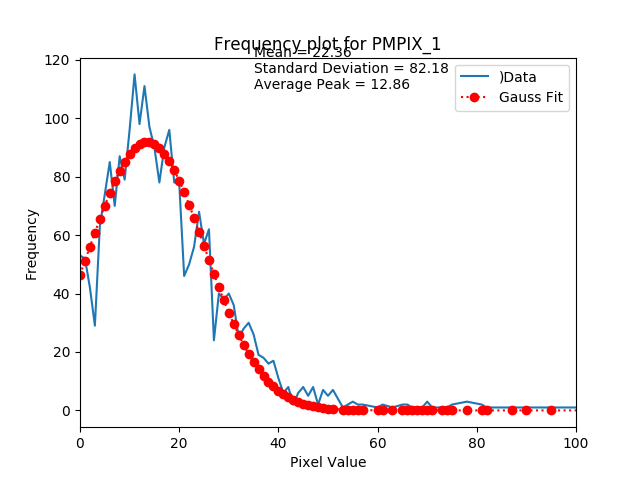 Frequency plot for PMPIX_1
Mean = 22.36
Standard Deviation = 82.18
Average Peak = 12.86
)Data
Gauss Fit
120
100
80
60
40
20
0
Frequency
0 20 40 60 80 100
Pixel Value